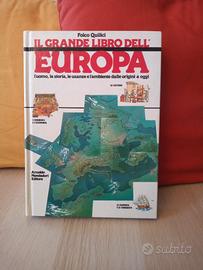 Folco Quilici
IL GRANDE LIBRO DELL'
EUROPA
l'uomo, la storia, le usanze e l'ambiente dalle origini a oggi
Arnoldo
Mondadori
Editore
subito